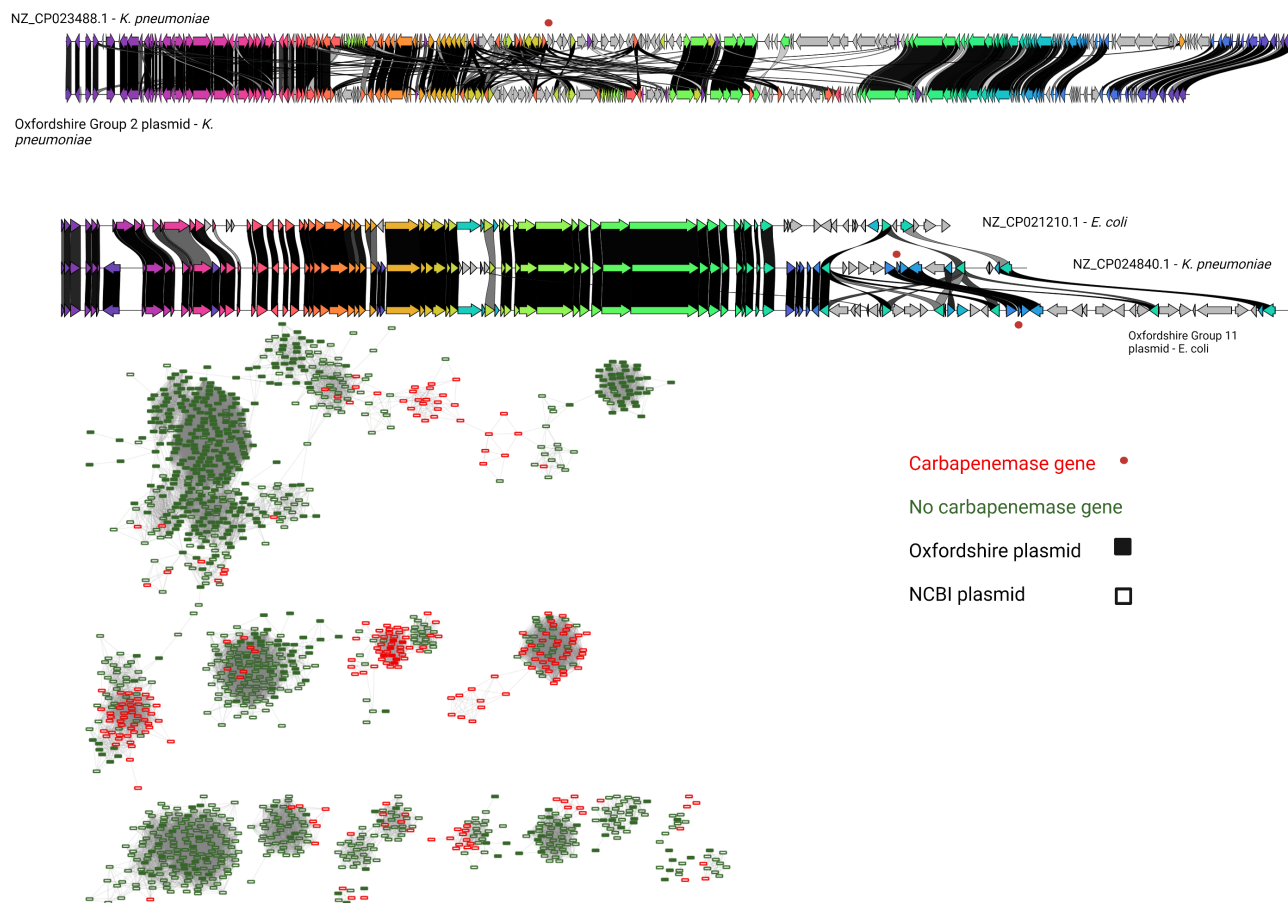 NZ_CP023488.1 - K. pneumoniae
Oxfordshire Group 2 plasmid - K.
pneumoniae
NZ_CP021210.1 - E. coli
NZ_CP024840.1 - K. pneumoniae
Oxfordshire Group 11
plasmid - E. coli
Carbapenemase gene
No carbapenemase gene
Oxfordshire plasmid
NCBI plasmid